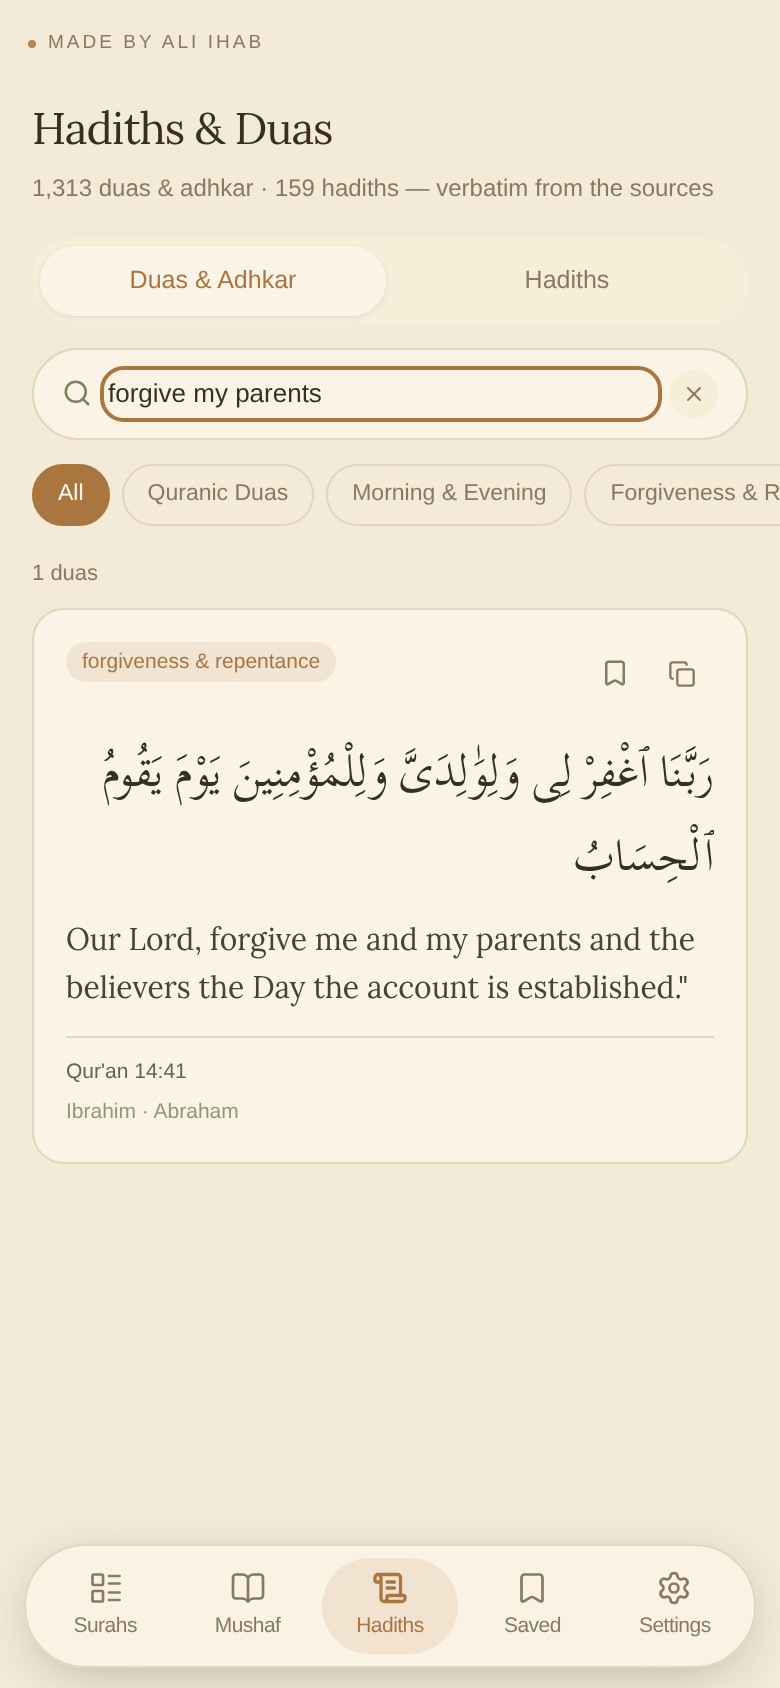 MADE BY ALI IHAB
Hadiths & Duas
1,313 duas & adhkar · 159 hadiths — verbatim from the sources
Duas & Adhkar
Hadiths
forgive my parents
All
Quranic Duas
Morning & Evening
Forgiveness & R
1 duas
forgiveness & repentance
رَبَّنَا ٱغْفِرْ لِى وَلِوَٰلِدَىَّ وَلِلْمُؤْمِنِينَ يَوْمَ يَقُومُ
ٱلْحِسَابُ
Our Lord, forgive me and my parents and the
believers the Day the account is established."
Qur'an 14:41
Ibrahim · Abraham
Surahs
Mushaf
Hadiths
Saved
Settings